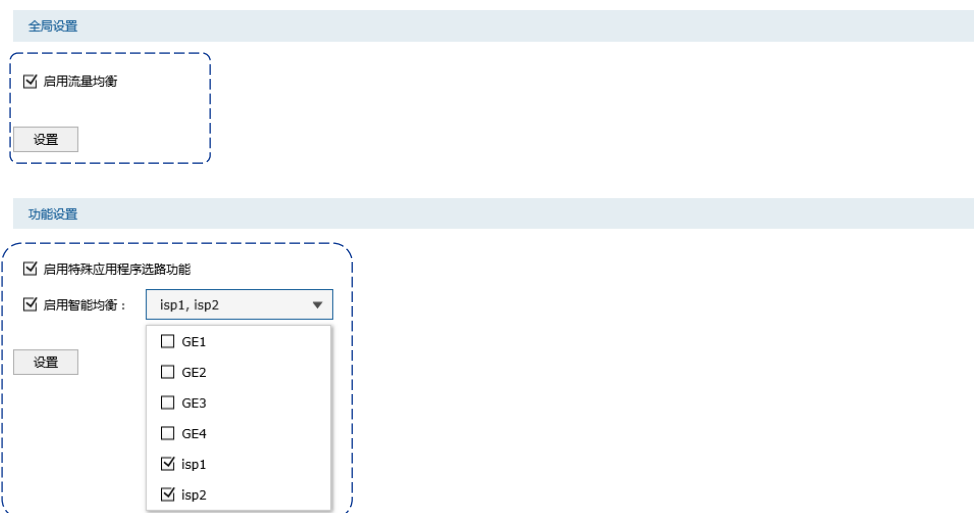 全局设置
启用流量均衡
设置
功能设置
启用特殊应用程序选路功能
启用智能均衡： isp1, isp2
GE1
设置
GE2
GE3
GE4
isp1
isp2